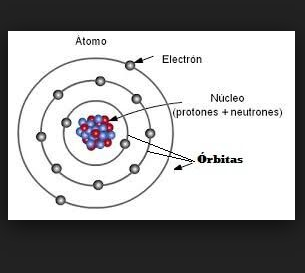 Átomo
Electrón
Núcleo
(protones + neutrones)
Órbitas